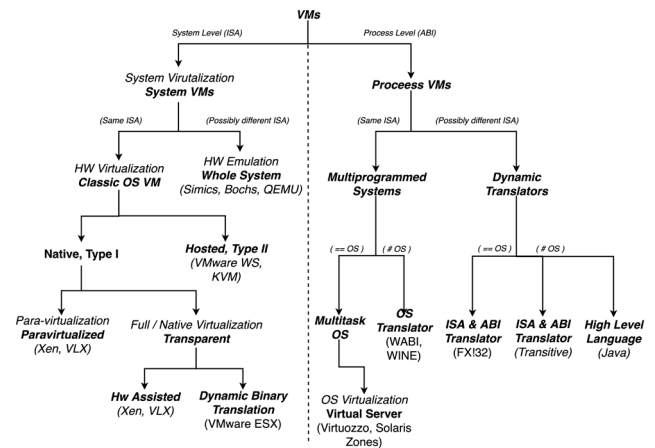 VMs
System Level (ISA)
Process Level (ABI)
System Virutalization
System VMs
Proceess VMs
(Same ISA)
(Possibly different ISA)
(Same ISA)
(Possibly different ISA)
HW Virtualization
Classic OS VM
HW Emulation
Whole System
(Simics, Bochs, QEMU)
Multiprogrammed
Systems
Dynamic
Translators
Native, Type I
Hosted, Type II
(VMware WS,
KVM)
( == OS )
( # OS )
( == OS )
( # OS )
Para-virtualization
Paravirtualized
(Xen, VLX)
Full / Native Virtualization
Transparent
Multitask
OS
OS
Translator
(WABI,
WINE)
ISA & ABI
Translator
(FX!32)
ISA & ABI
Translator
(Transitive)
High Level
Language
(Java)
Hw Assisted
(Xen, VLX)
Dynamic Binary
Translation
(VMware ESX)
OS Virtualization
Virtual Server
(Virtuozzo, Solaris
Zones)